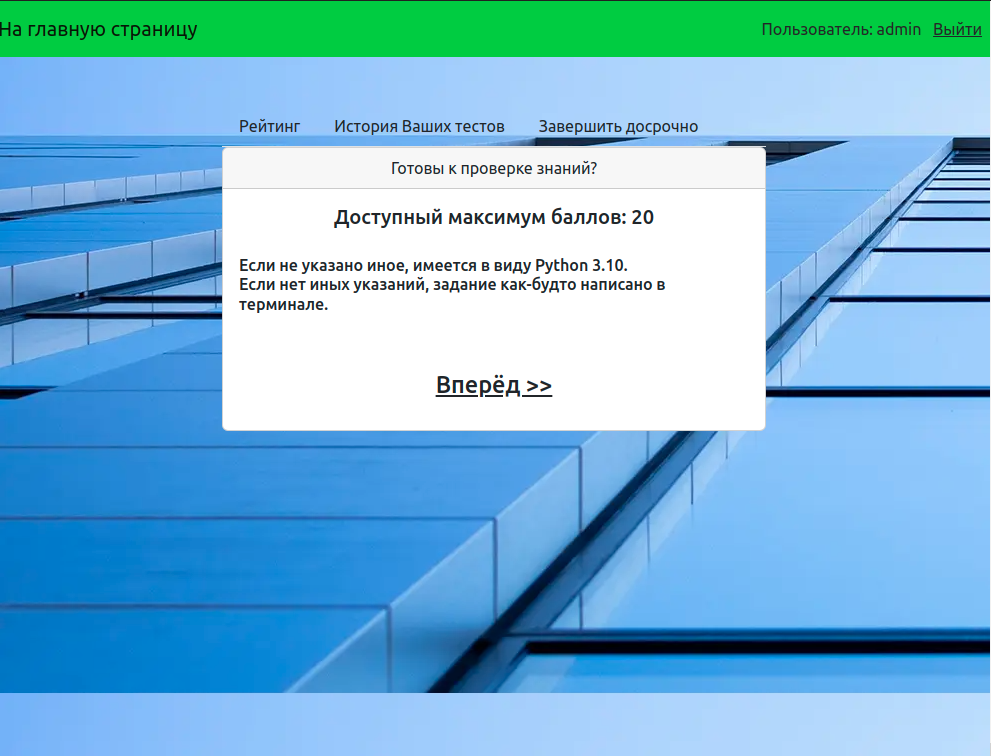 На главную страницу
Пользователь: admin Выйти
Рейтинг История Ваших тестов Завершить досрочно
Готовы к проверке знаний?
Доступный максимум баллов: 20
Если не указано иное, имеется в виду Python 3.10.
Если нет иных указаний, задание как-будто написано в
терминале.
Вперёд >>